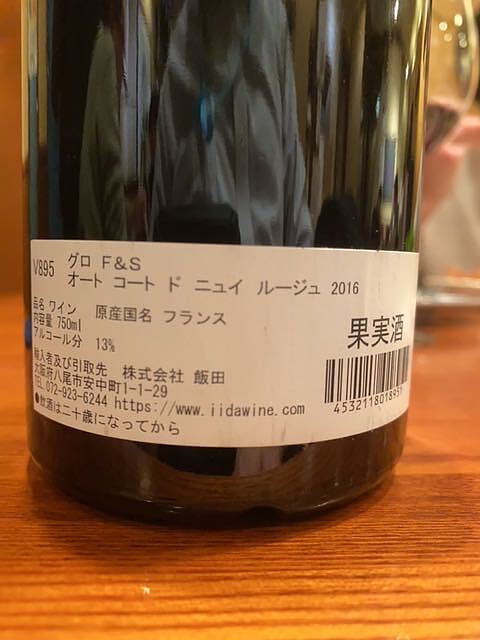 V895 グロ F&S
オート コート ド ニュイ ルージュ 2016
品名 ワイン
内容量 750ml 原産国名 フランス
アルコール分 13%
果実酒
輸入者及び引取先 株式会社 飯田
大阪府八尾市安中町1-1-29
TEL 072-923-6244 https://www.iidawine.com
●飲酒は二十歳になってから